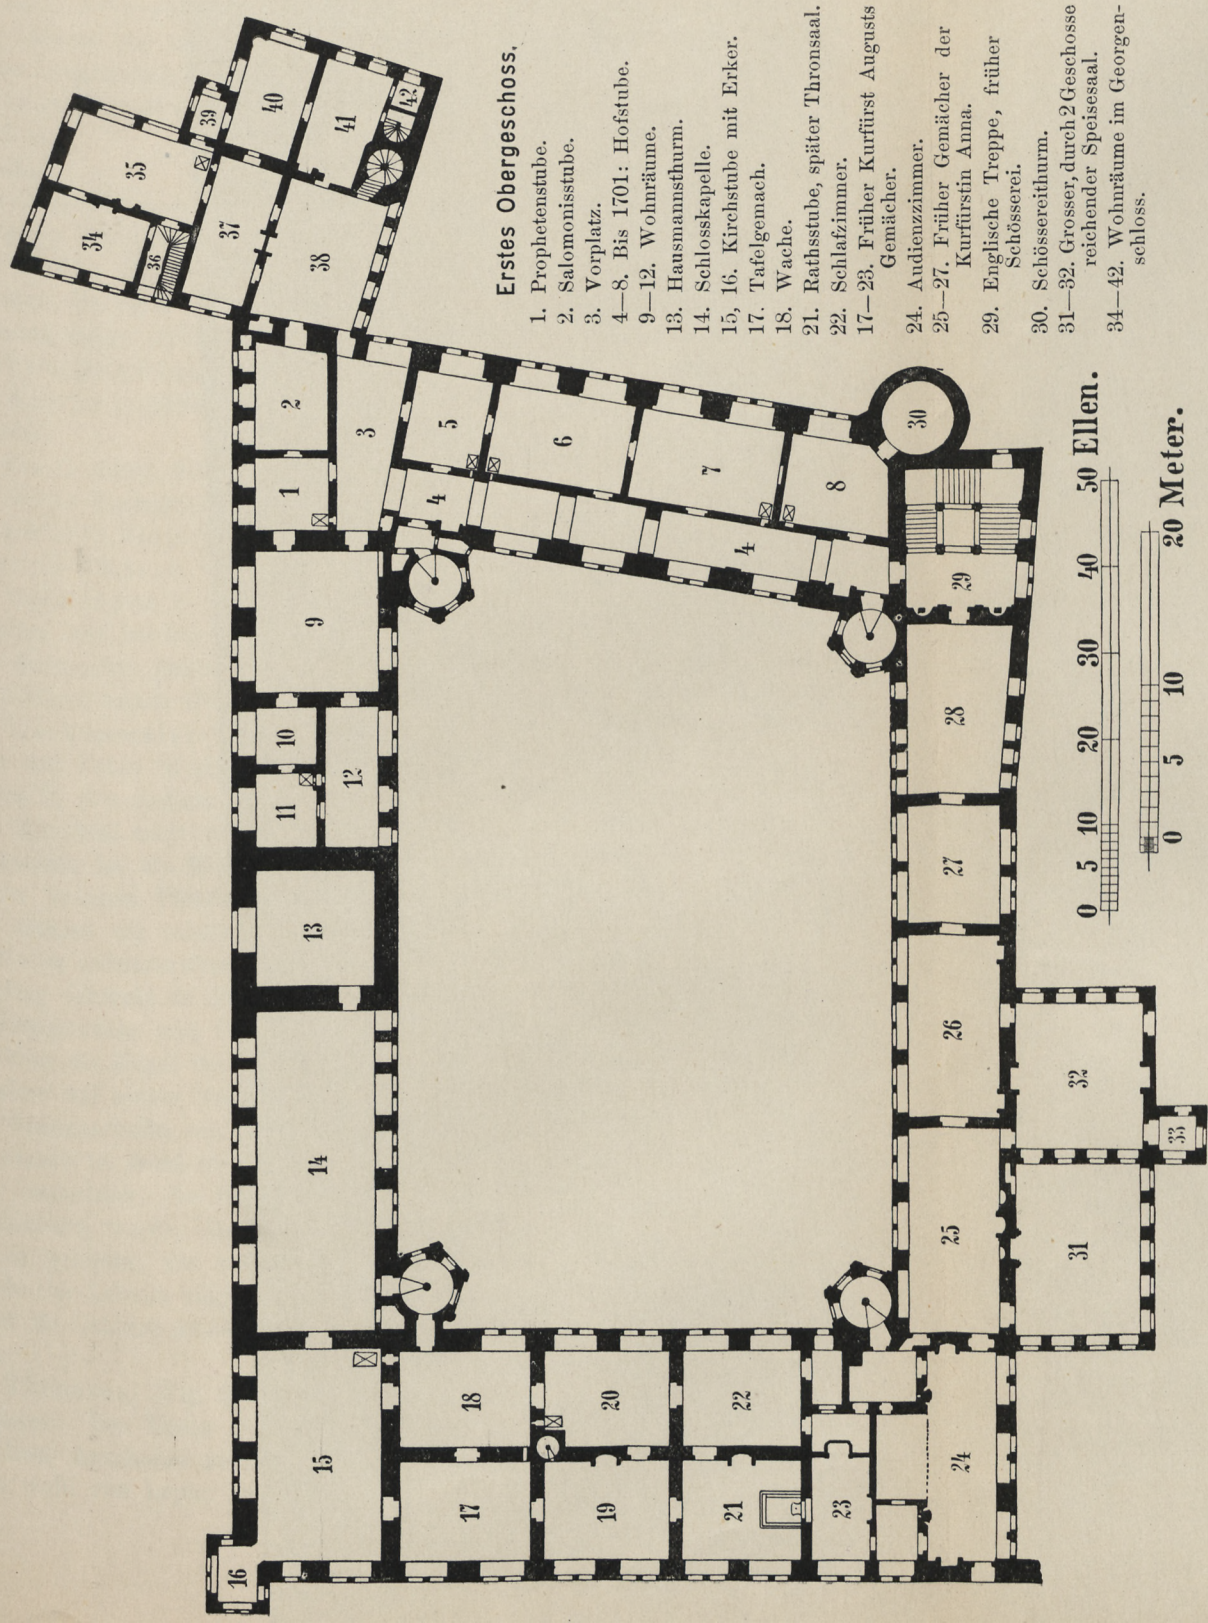 Erstes Obergeschoss.
1. Prophetenstube.
2. Salomonisstube.
3. Vorplatz.
4—8. Bis 1701: Hofstube.
9—12. Wohnräume.
13. Hausmannsthurm.
14. Schlosskapelle.
15, 16. Kirchstube mit Erker.
17. Tafelgemach.
18. Wache.
21. Rathsstube, später Thronsaal.
22. Schlafzimmer.
17—23. Früher Kurfürst Augusts
Gemächer.
24. Audienzzimmer.
25—27. Früher Gemächer der
Kurfürstin Anna.
29. Englische Treppe, früher
Schösserei.
30. Schössereithurm.
31—32. Grosser, durch 2 Geschosse
reichender Speisesaal.
34—42. Wohnräume im Georgen-
schloss.
0 5 10 20 30 40 50 Ellen.
0 5 10 20 Meter.
1
2
3
4
4
5
6
7
8
9
10
11
12
13
14
15
16
17
18
19
20
21
22
23
24
25
26
27
28
29
30
31
32
33
34
35
36
37
38
39
40
41
42